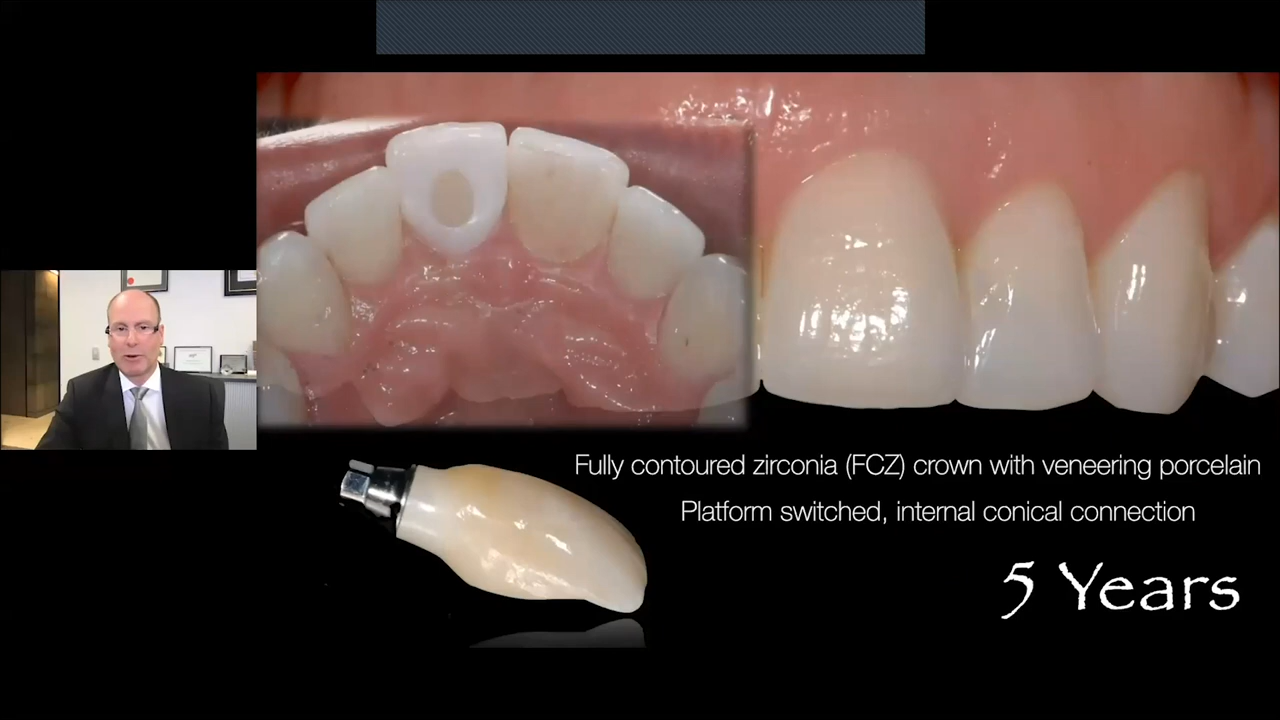 Fully contoured zirconia (FCZ) crown with veneering porcelain
Platform switched, internal conical connection
5 Years